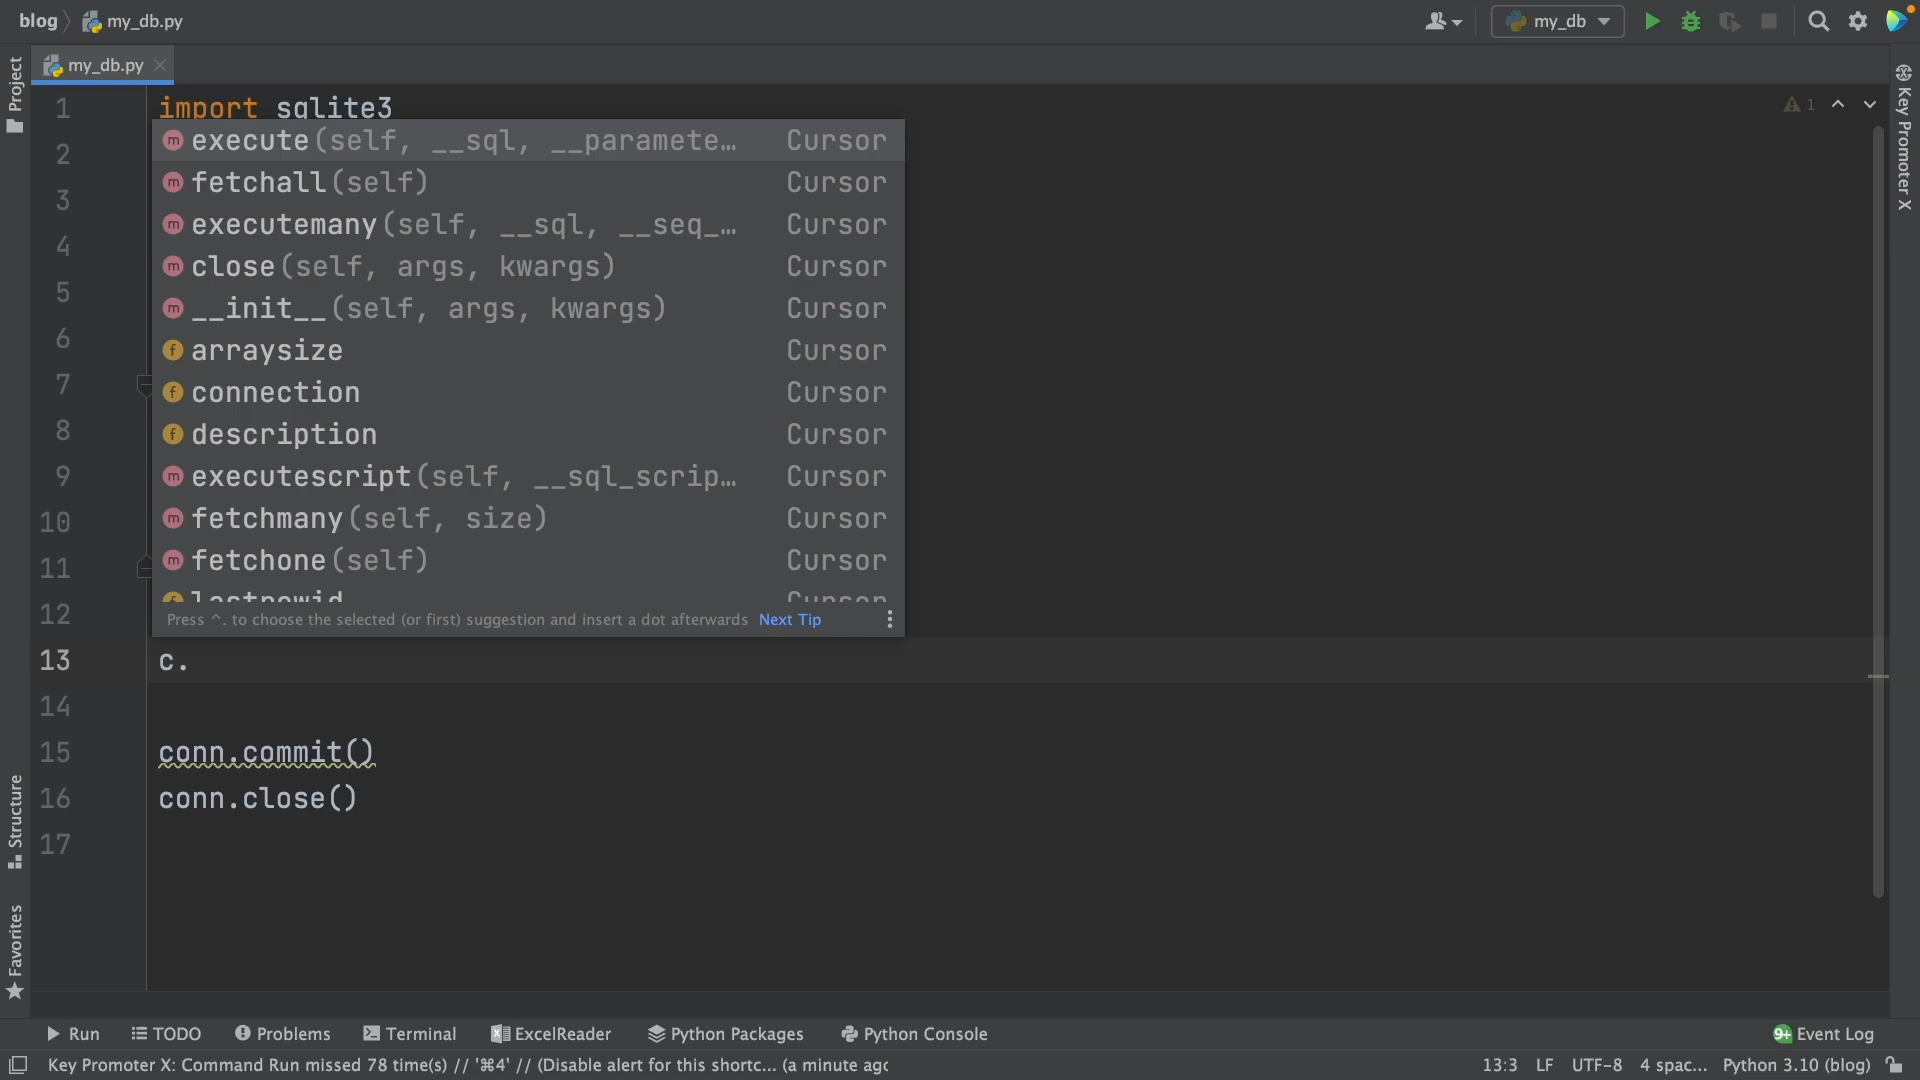 blog my_db.py my_db
my_db.py
Project
Structure
Favorites
Key Promoter X
1
1 import sqlite3
2
3
4
5
6
7
8
9
10
11
12
execute(self, __sql, __paramete… Cursor
fetchall(self) Cursor
executemany(self, __sql, __seq_… Cursor
close(self, args, kwargs) Cursor
__init__(self, args, kwargs) Cursor
arraysize Cursor
connection Cursor
description Cursor
executescript(self, __sql_scrip… Cursor
fetchmany(self, size) Cursor
fetchone(self) Cursor
lastrowid Cursor
Press ^. to choose the selected (or first) suggestion and insert a dot afterwards Next Tip
13 c.
14
15 conn.commit()
16 conn.close()
17
Run TODO Problems Terminal ExcelReader Python Packages Python Console 9+ Event Log
Key Promoter X: Command Run missed 78 time(s) // '⌘4' // (Disable alert for this shortc... (a minute agc 13:3 LF UTF-8 4 spac... Python 3.10 (blog)